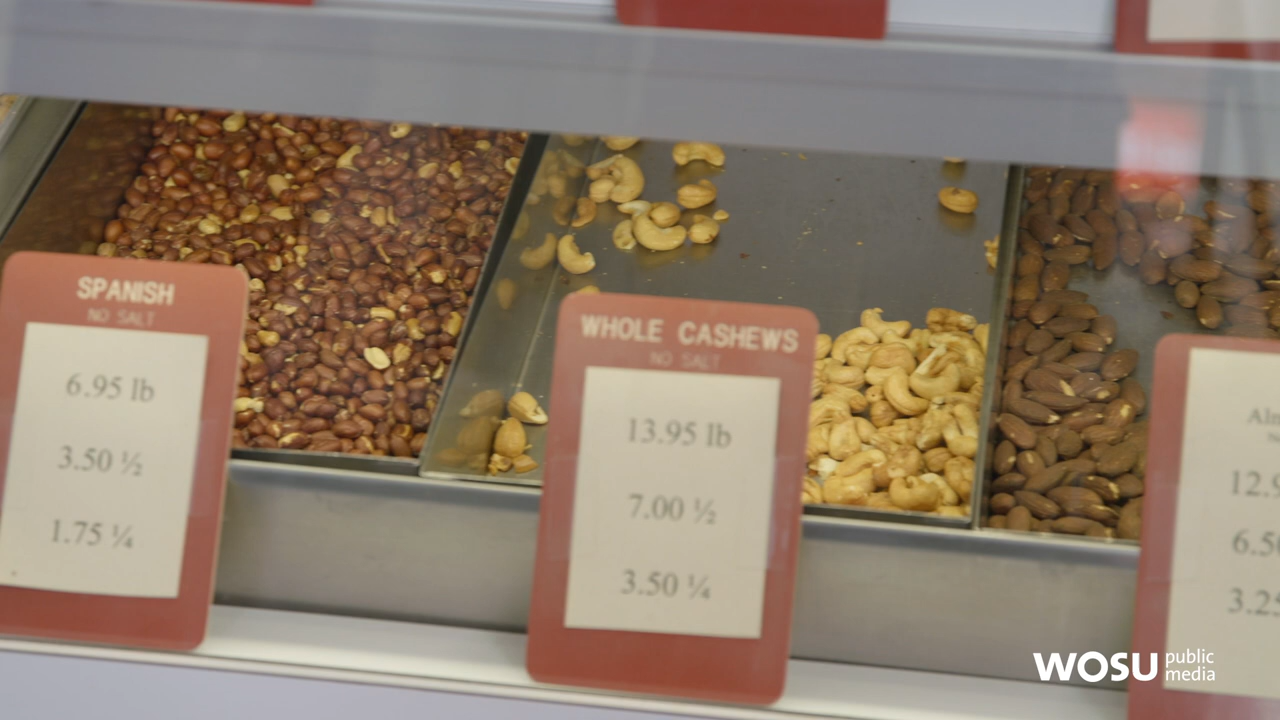 SPANISH
NO SALT
6.95 lb
3.50 ½
1.75 ¼
WHOLE CASHEWS
NO SALT
13.95 lb
7.00 ½
3.50 ¼
WOSU public
media